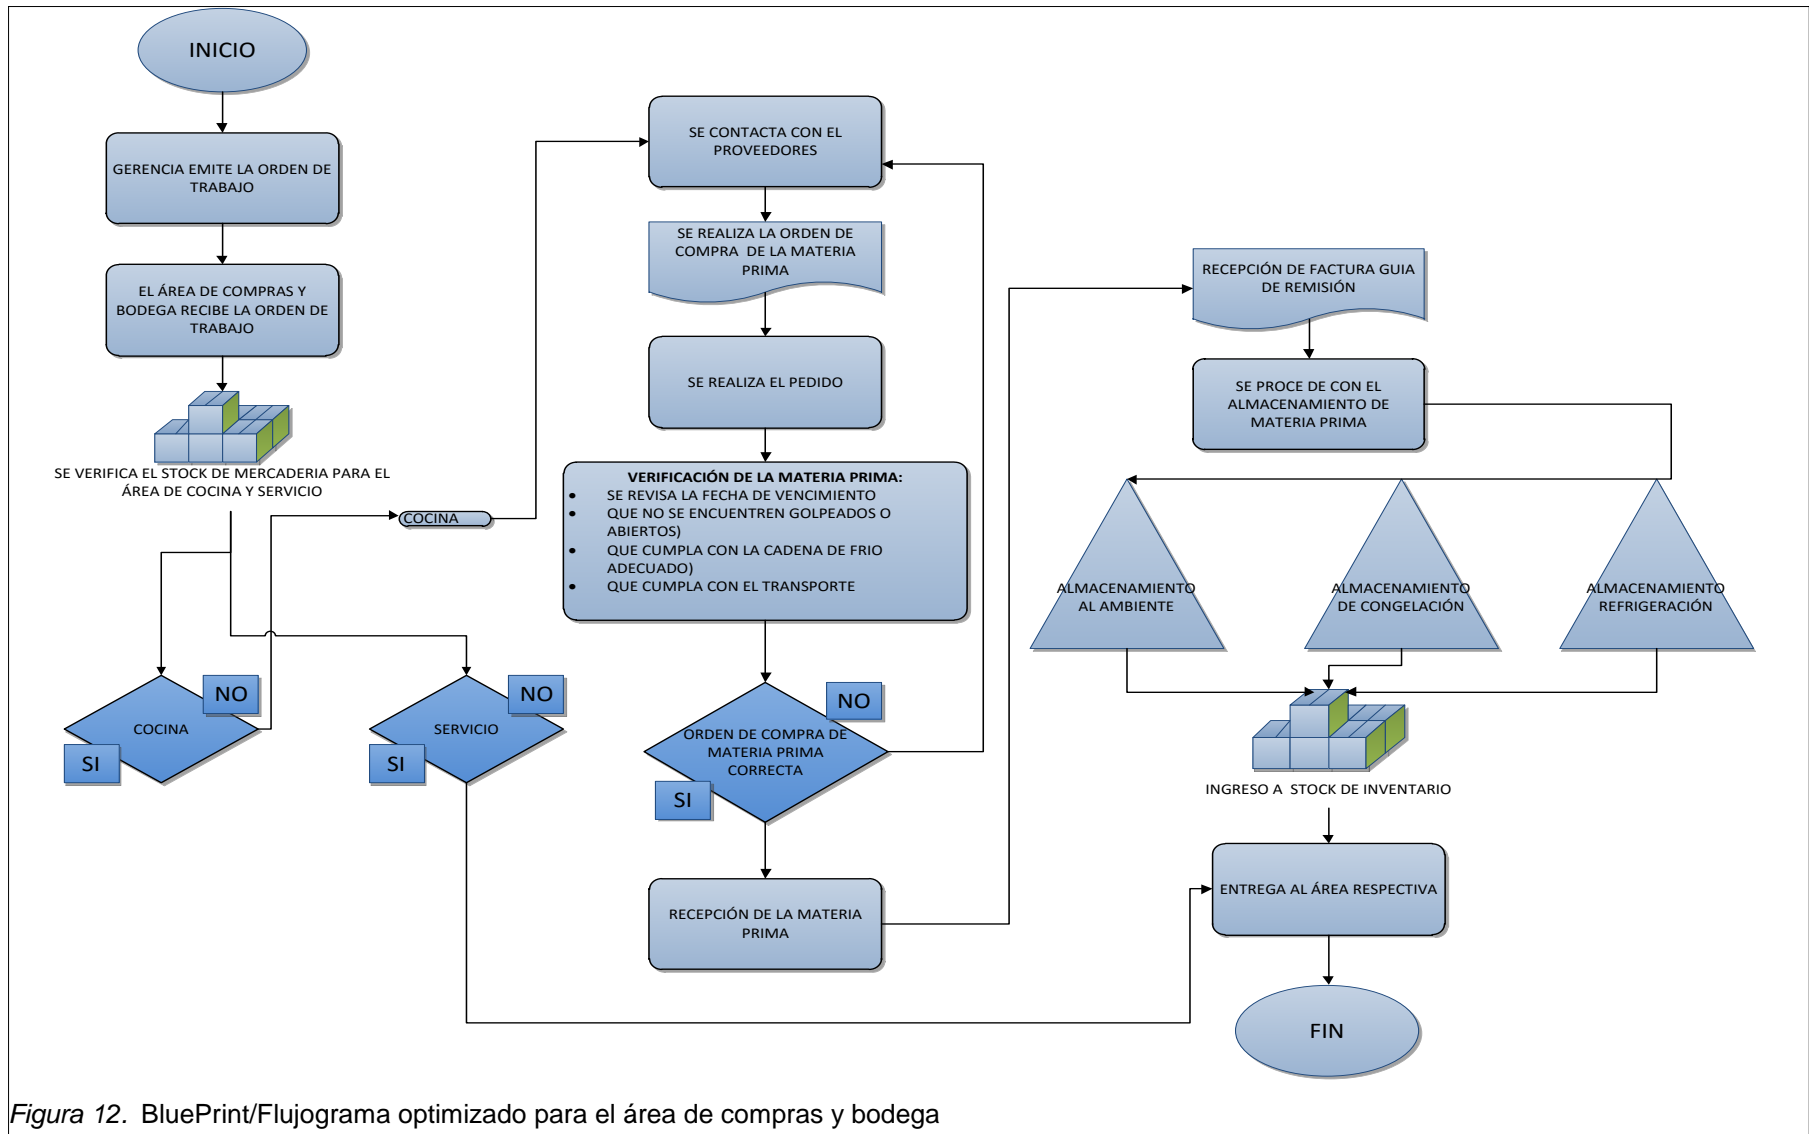 INICIO
GERENCIA EMITE LA ORDEN DE
TRABAJO
EL ÁREA DE COMPRAS Y
BODEGA RECIBE LA ORDEN DE
TRABAJO
SE VERIFICA EL STOCK DE MERCADERIA PARA EL
ÁREA DE COCINA Y SERVICIO
COCINA
NO
SI
SERVICIO
NO
SI
COCINA
SE CONTACTA CON EL
PROVEEDORES
SE REALIZA LA ORDEN DE
COMPRA DE LA MATERIA
PRIMA
SE REALIZA EL PEDIDO
VERIFICACIÓN DE LA MATERIA PRIMA:
• SE REVISA LA FECHA DE VENCIMIENTO
• QUE NO SE ENCUENTREN GOLPEADOS O
ABIERTOS)
• QUE CUMPLA CON LA CADENA DE FRIO
ADECUADO)
• QUE CUMPLA CON EL TRANSPORTE
NO
ORDEN DE COMPRA DE
MATERIA PRIMA
CORRECTA
SI
RECEPCIÓN DE LA MATERIA
PRIMA
RECEPCIÓN DE FACTURA GUIA
DE REMISIÓN
SE PROCE DE CON EL
ALMACENAMIENTO DE
MATERIA PRIMA
ALMACENAMIENTO
AL AMBIENTE
ALMACENAMIENTO
DE CONGELACIÓN
ALMACENAMIENTO
REFRIGERACIÓN
INGRESO A STOCK DE INVENTARIO
ENTREGA AL ÁREA RESPECTIVA
FIN
Figura 12. BluePrint/Flujograma optimizado para el área de compras y bodega